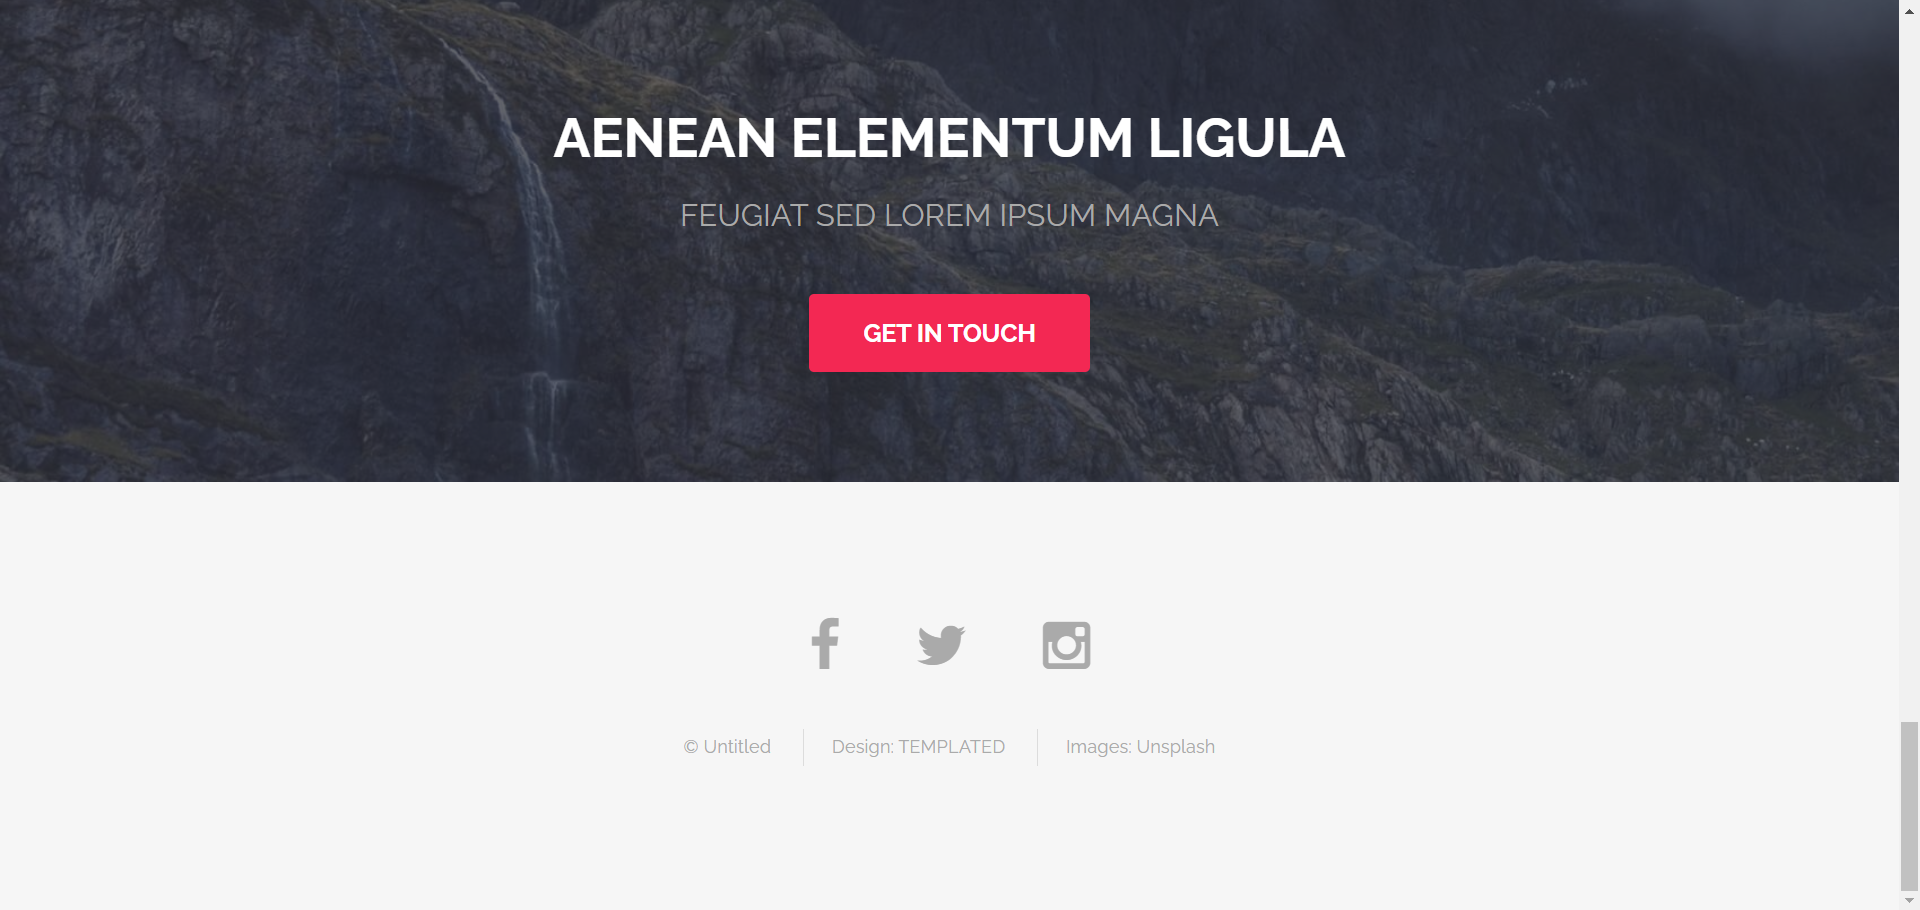 AENEAN ELEMENTUM LIGULA
FEUGIAT SED LOREM IPSUM MAGNA
GET IN TOUCH
© Untitled
Design: TEMPLATED
Images: Unsplash